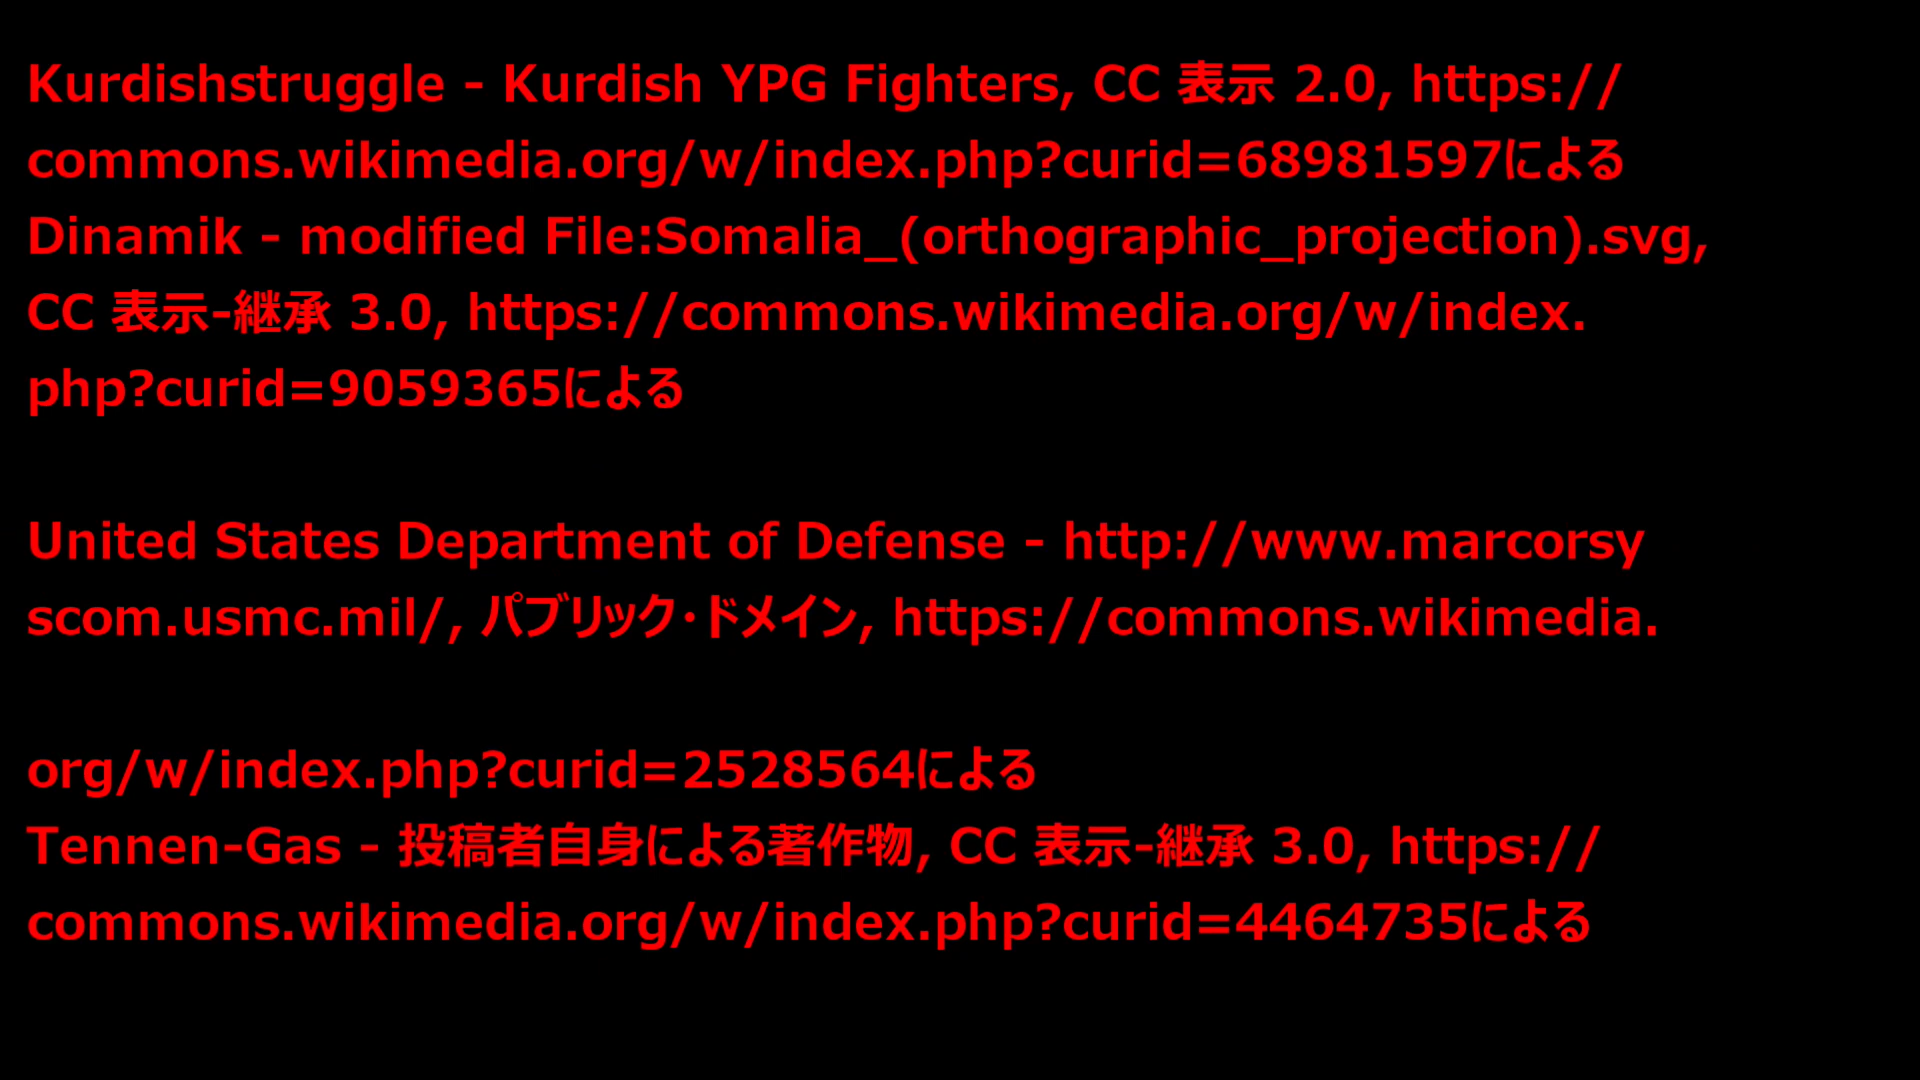 Kurdishstruggle - Kurdish YPG Fighters, CC 表示 2.0, https://
commons.wikimedia.org/w/index.php?curid=68981597による
Dinamik - modified File:Somalia_(orthographic_projection).svg,
CC 表示-継承 3.0, https://commons.wikimedia.org/w/index.
php?curid=9059365による
United States Department of Defense - http://www.marcorsy
scom.usmc.mil/, パブリック・ドメイン, https://commons.wikimedia.
org/w/index.php?curid=2528564による
Tennen-Gas - 投稿者自身による著作物, CC 表示-継承 3.0, https://
commons.wikimedia.org/w/index.php?curid=4464735による